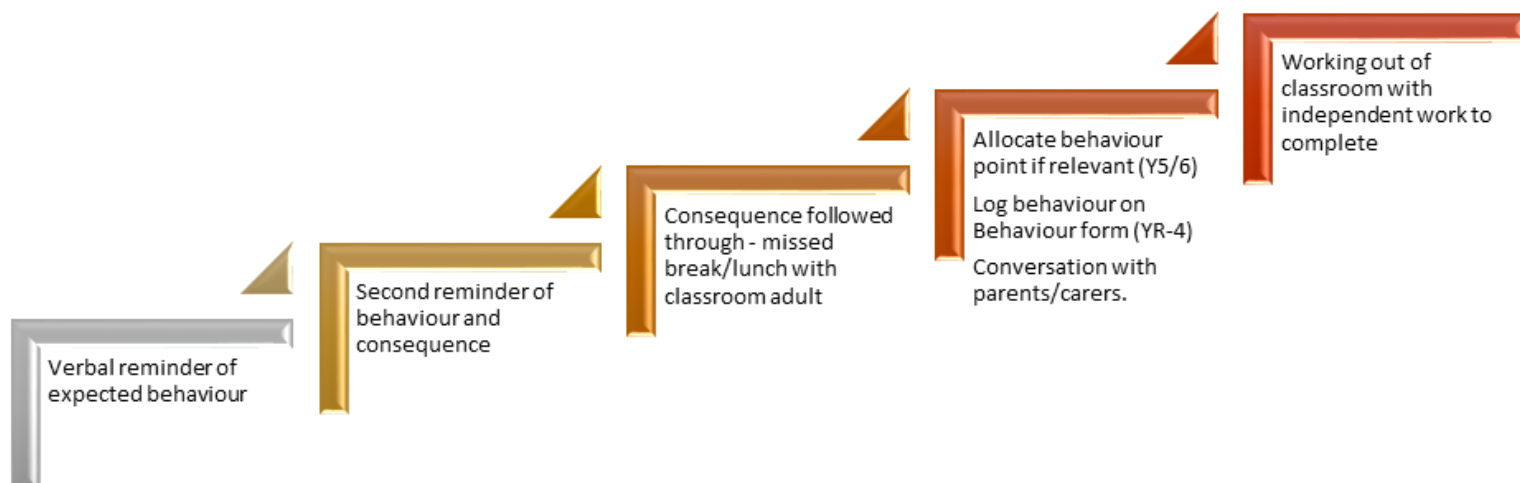 Verbal reminder of
expected behaviour
Second reminder of
behaviour and
consequence
Consequence followed
through - missed
break/lunch with
classroom adult
Allocate behaviour
point if relevant (Y5/6)
Log behaviour on
Behaviour form (YR-4)
Conversation with
parents/carers.
Working out of
classroom with
independent work to
complete